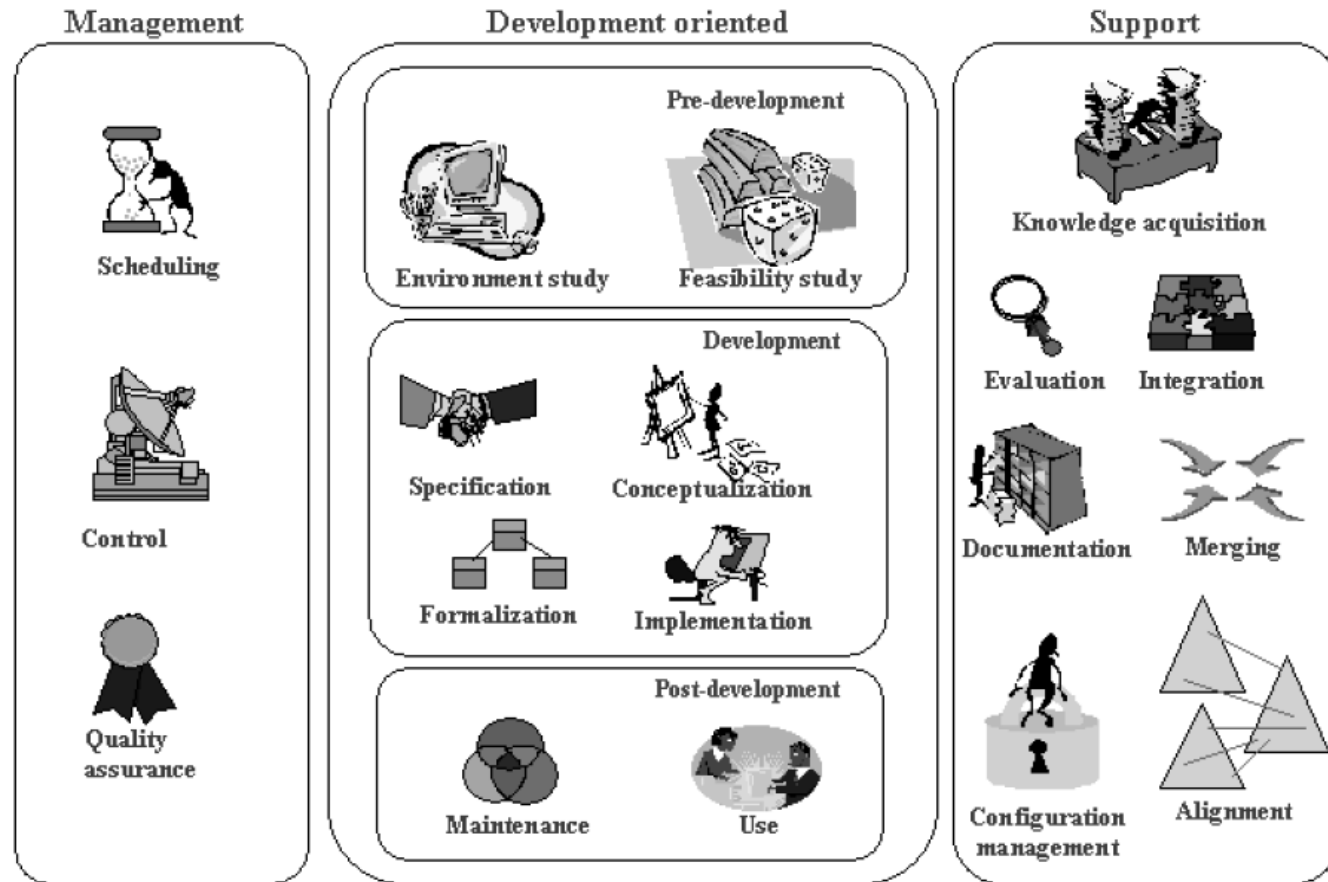 Management
Scheduling
Control
Quality
assurance
Development oriented
Pre-development
Environment study
Feasibility study
Development
Specification
Conceptualization
Formalization
Implementation
Post-development
Maintenance
Use
Support
Knowledge acquisition
Evaluation
Integration
Documentation
Merging
Configuration
management
Alignment